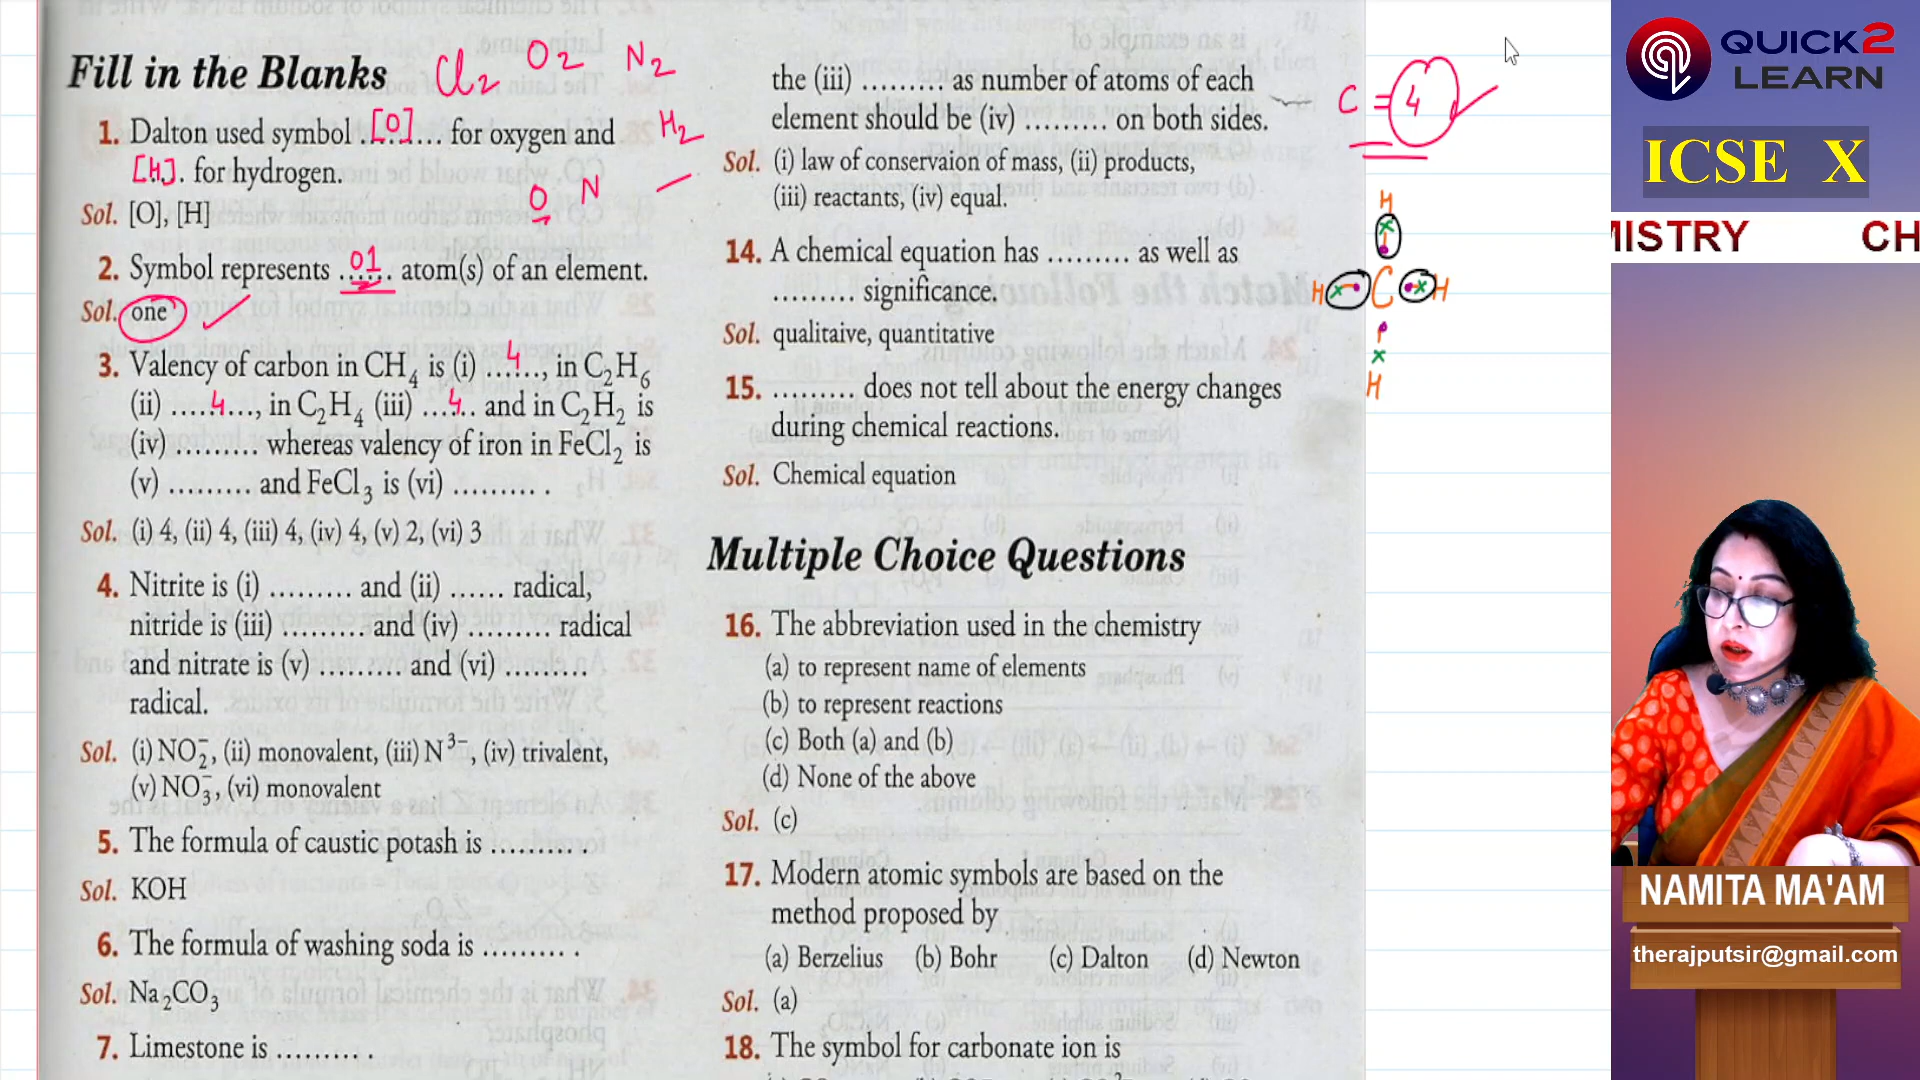 Fill in the Blanks
Cl2 O2 N2
H2
O N
1. Dalton used symbol [O] for oxygen and
[H] . for hydrogen.
Sol. [O], [H]
2. Symbol represents 01 atom(s) of an element.
Sol. one
3. Valency of carbon in CH4 is (i) ...4..., in C2H6
(ii) ....4..., in C2H4 (iii) ...4.. and in C2H2 is
(iv) ......... whereas valency of iron in FeCl2 is
(v) ......... and FeCl3 is (vi) .......... .
Sol. (i) 4, (ii) 4, (iii) 4, (iv) 4, (v) 2, (vi) 3
4. Nitrite is (i) ......... and (ii) ...... radical,
nitride is (iii) ......... and (iv) ......... radical
and nitrate is (v) ......... and (vi) .........
radical.
Sol. (i) NO2−, (ii) monovalent, (iii) N3−, (iv) trivalent,
(v) NO3−, (vi) monovalent
5. The formula of caustic potash is ......... .
Sol. KOH
6. The formula of washing soda is ......... .
Sol. Na2CO3
7. Limestone is ......... .
the (iii) ......... as number of atoms of each
element should be (iv) ......... on both sides.
Sol. (i) law of conservaion of mass, (ii) products,
(iii) reactants, (iv) equal.
14. A chemical equation has ......... as well as
......... significance.
Sol. qualitaive, quantitative
15. ......... does not tell about the energy changes
during chemical reactions.
Sol. Chemical equation
Multiple Choice Questions
16. The abbreviation used in the chemistry
(a) to represent name of elements
(b) to represent reactions
(c) Both (a) and (b)
(d) None of the above
Sol. (c)
17. Modern atomic symbols are based on the
method proposed by
(a) Berzelius (b) Bohr (c) Dalton (d) Newton
Sol. (a)
18. The symbol for carbonate ion is
C = 4
H
H C H
H
QUICK2
LEARN
ICSE X
MISTRY CH
NAMITA MA'AM
therajputsir@gmail.com